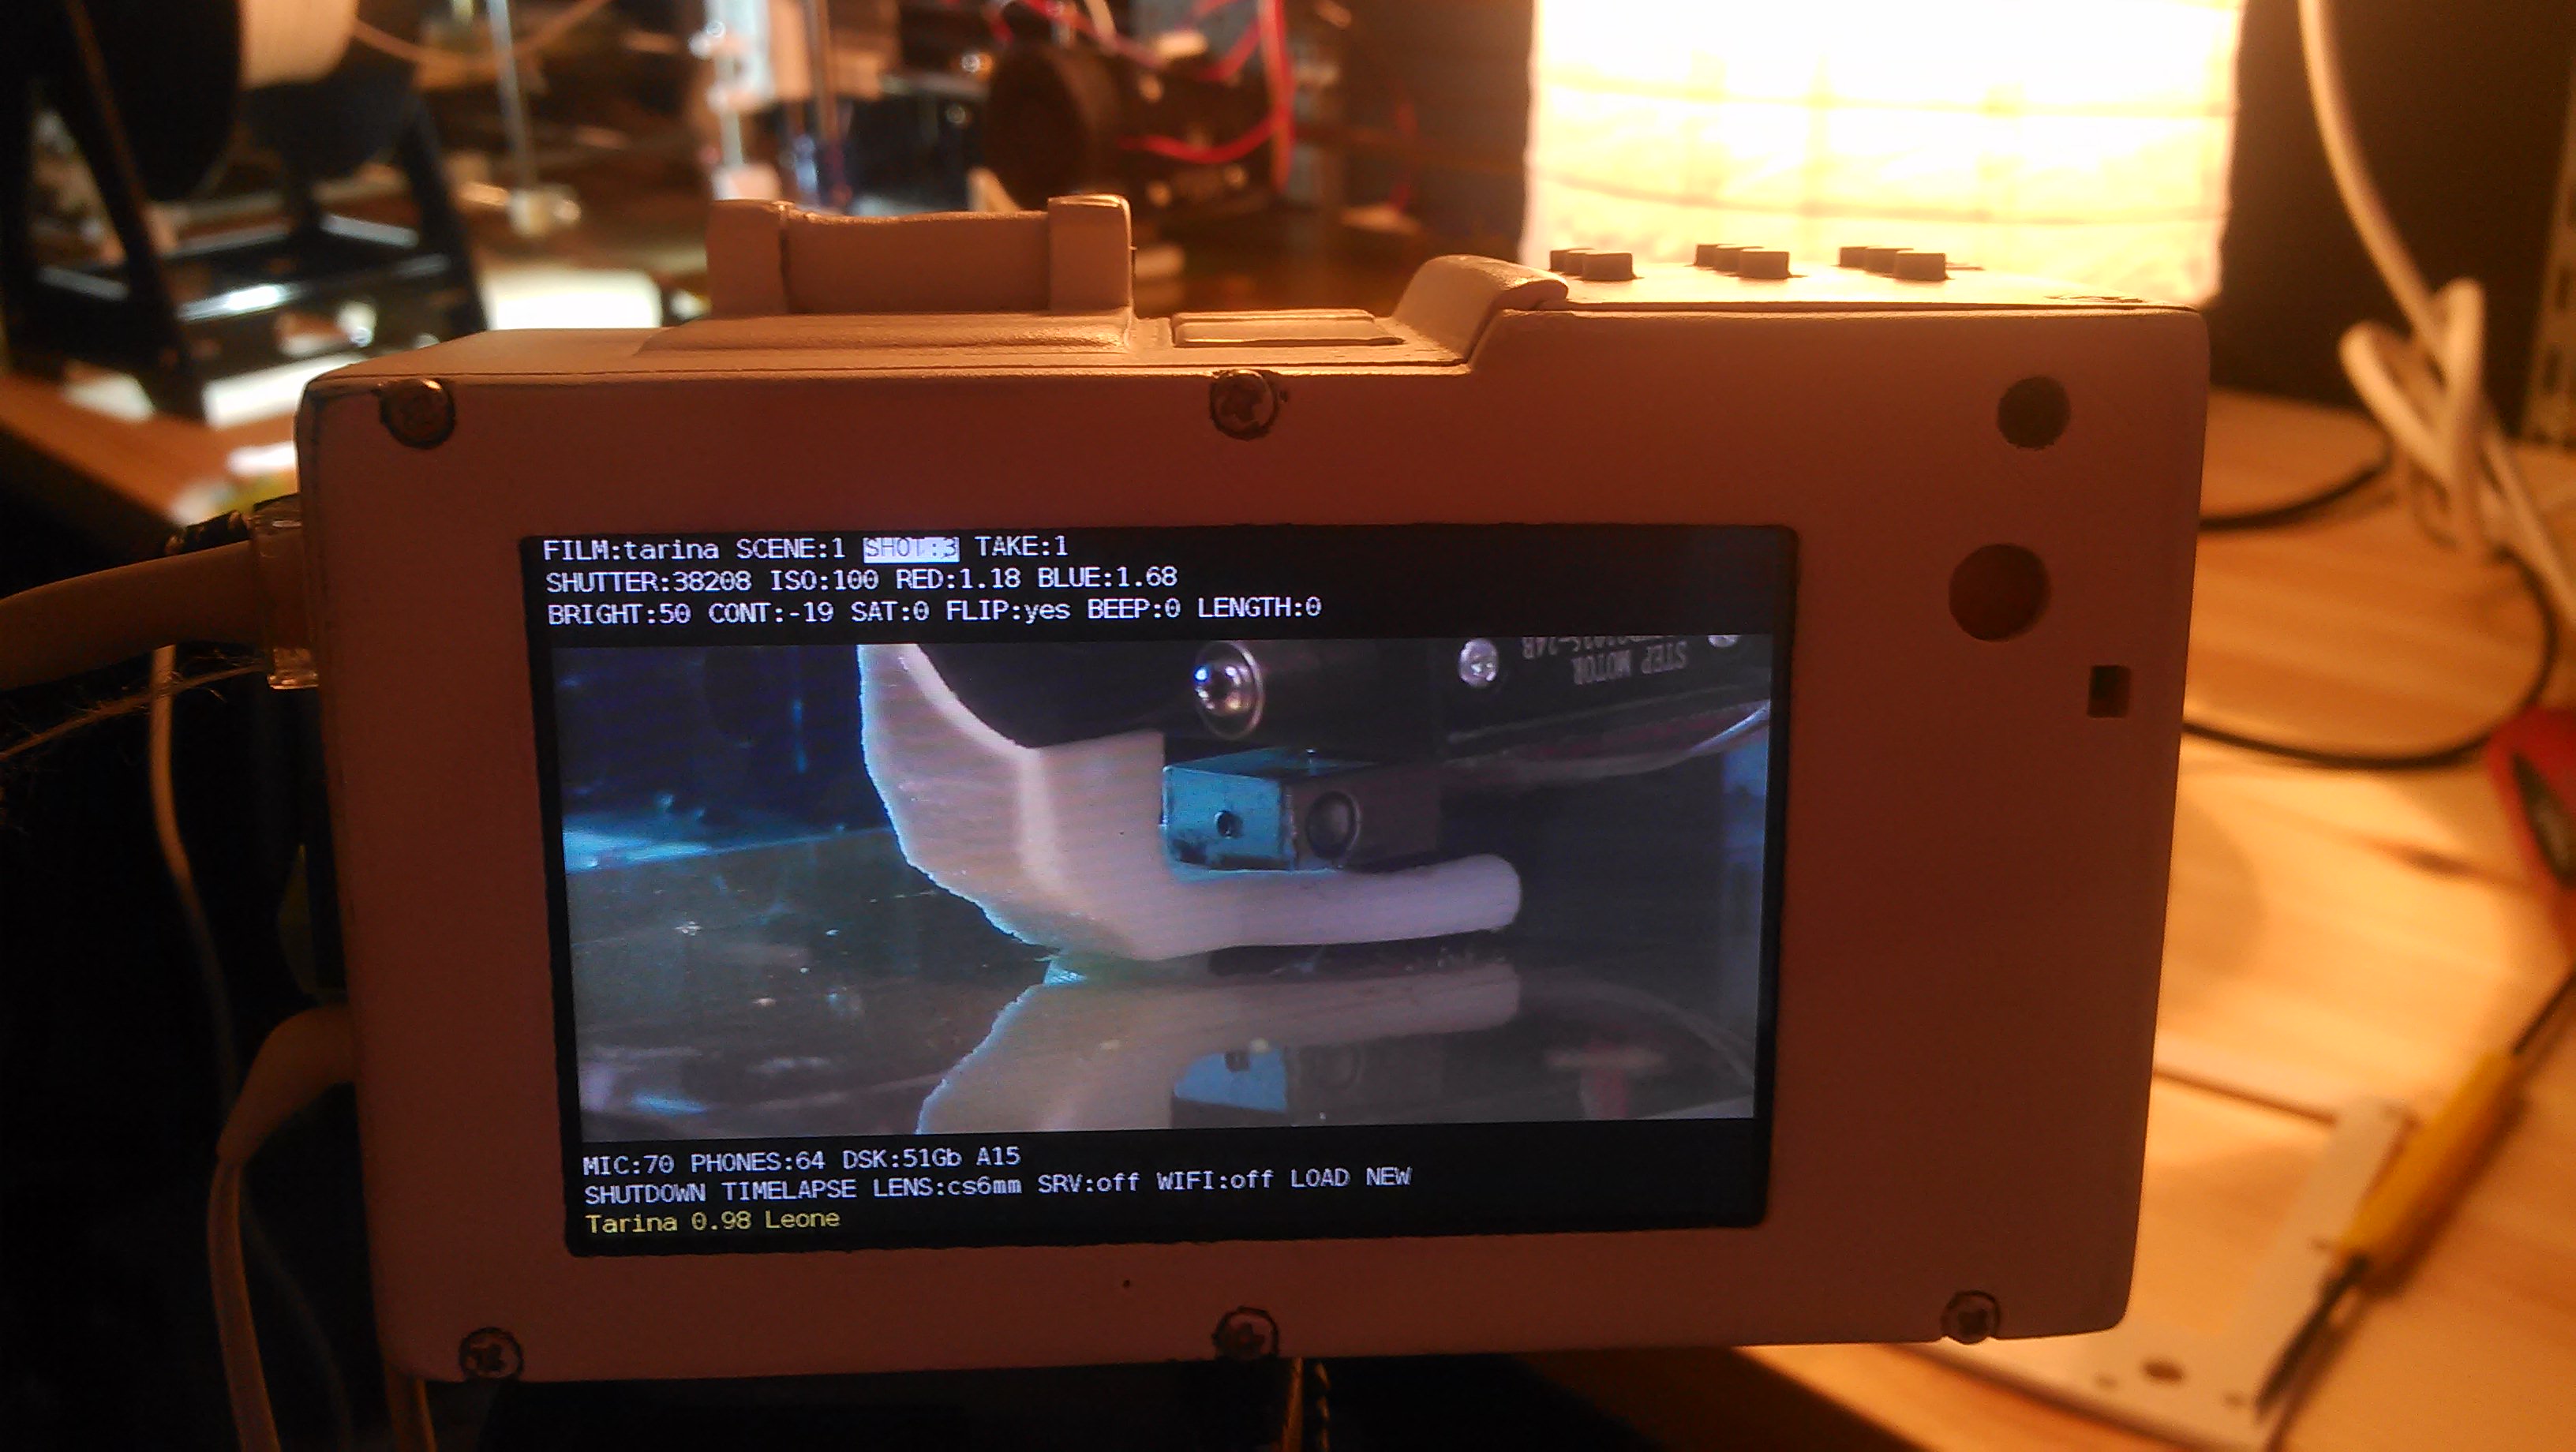 FILM:tarina SCENE:1 SHOT:3 TAKE:1
SHUTTER:38208 ISO:100 RED:1.18 BLUE:1.68
BRIGHT:50 CONT:-19 SAT:0 FLIP:yes BEEP:0 LENGTH:0
STEP MOTOR
MIC:70 PHONES:64 DSK:51Gb A15
SHUTDOWN TIMELAPSE LENS:cs6mm SRV:off WIFI:off LOAD NEW
Tarina 0.98 Leone